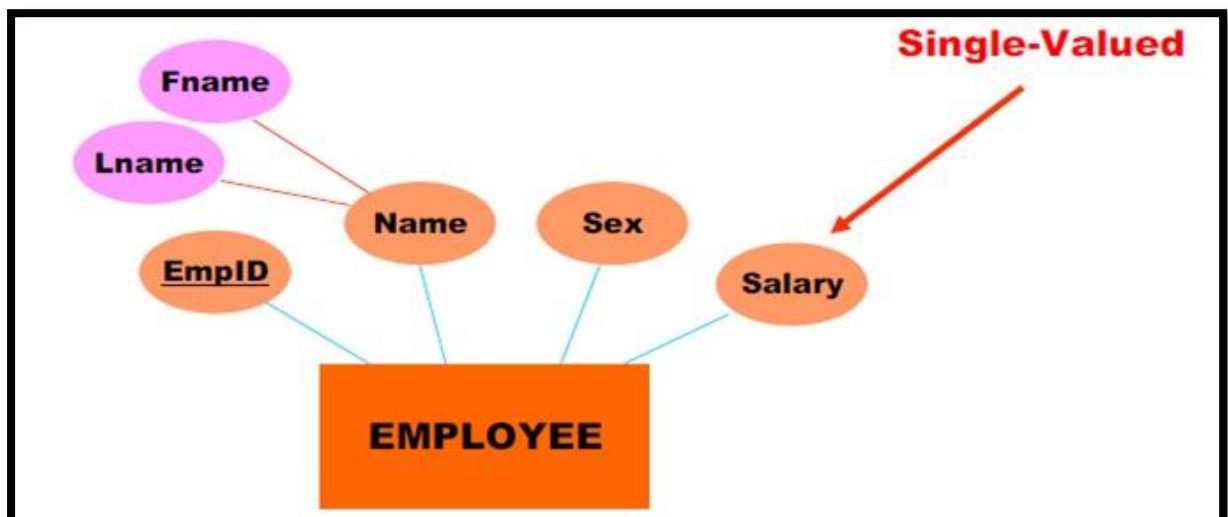 Single-Valued
Fname
Lname
Name
Sex
EmpID
Salary
EMPLOYEE